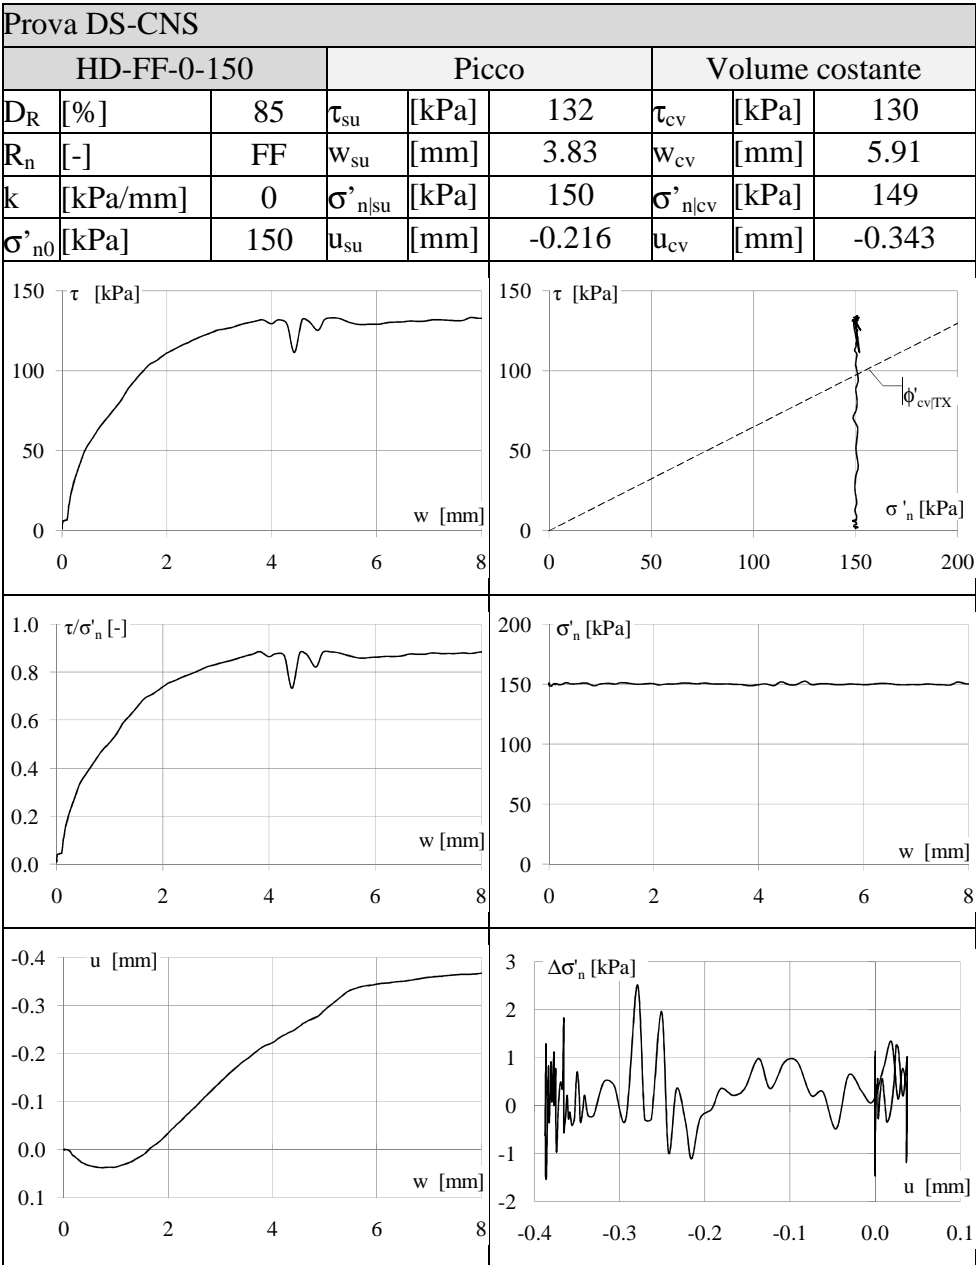 Prova DS-CNS
HD-FF-0-150 Picco Volume costante
D_R [%] 85 τ_su [kPa] 132 τ_cv [kPa] 130
R_n [-] FF w_su [mm] 3.83 w_cv [mm] 5.91
k [kPa/mm] 0 σ’_n|su [kPa] 150 σ’_n|cv [kPa] 149
σ’_n0 [kPa] 150 u_su [mm] -0.216 u_cv [mm] -0.343
τ [kPa]
150
100
50
0
w [mm]
0 2 4 6 8
τ [kPa]
150
100
50
0
ϕ'_cv|TX
σ'_n [kPa]
0 50 100 150 200
τ/σ'_n [-]
1.0
0.8
0.6
0.4
0.2
0.0
w [mm]
0 2 4 6 8
σ'_n [kPa]
200
150
100
50
0
w [mm]
0 2 4 6 8
u [mm]
-0.4
-0.3
-0.2
-0.1
0.0
0.1
w [mm]
0 2 4 6 8
Δσ'_n [kPa]
3
2
1
0
-1
-2
u [mm]
-0.4 -0.3 -0.2 -0.1 0.0 0.1